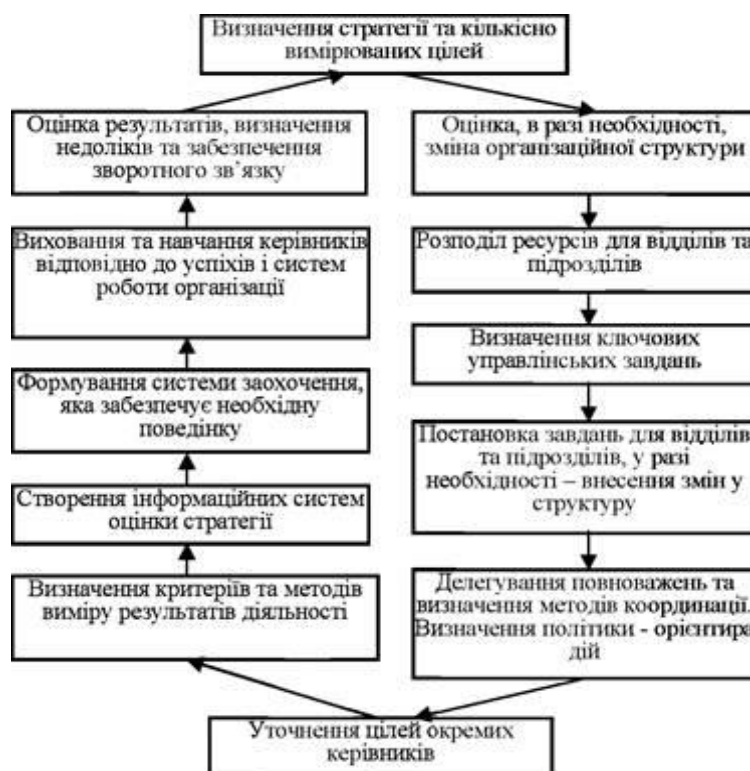 Визначення стратегії та кількісно
вимірюваних цілей
Оцінка, в разі необхідності,
зміна організаційної структури
Розподіл ресурсів для відділів та
підрозділів
Визначення ключових
управлінських завдань
Постановка завдань для відділів
та підрозділів, у разі
необхідності – внесення змін у
структуру
Делегування повноважень та
визначення методів координації.
Визначення політики - орієнтира
дій
Уточнення цілей окремих
керівників
Визначення критеріїв та методів
виміру результатів діяльності
Створення інформаційних систем
оцінки стратегії
Формування системи заохочення,
яка забезпечує необхідну
поведінку
Виховання та навчання керівників
відповідно до успіхів і систем
роботи організації
Оцінка результатів, визначення
недоліків та забезпечення
зворотного зв’язку